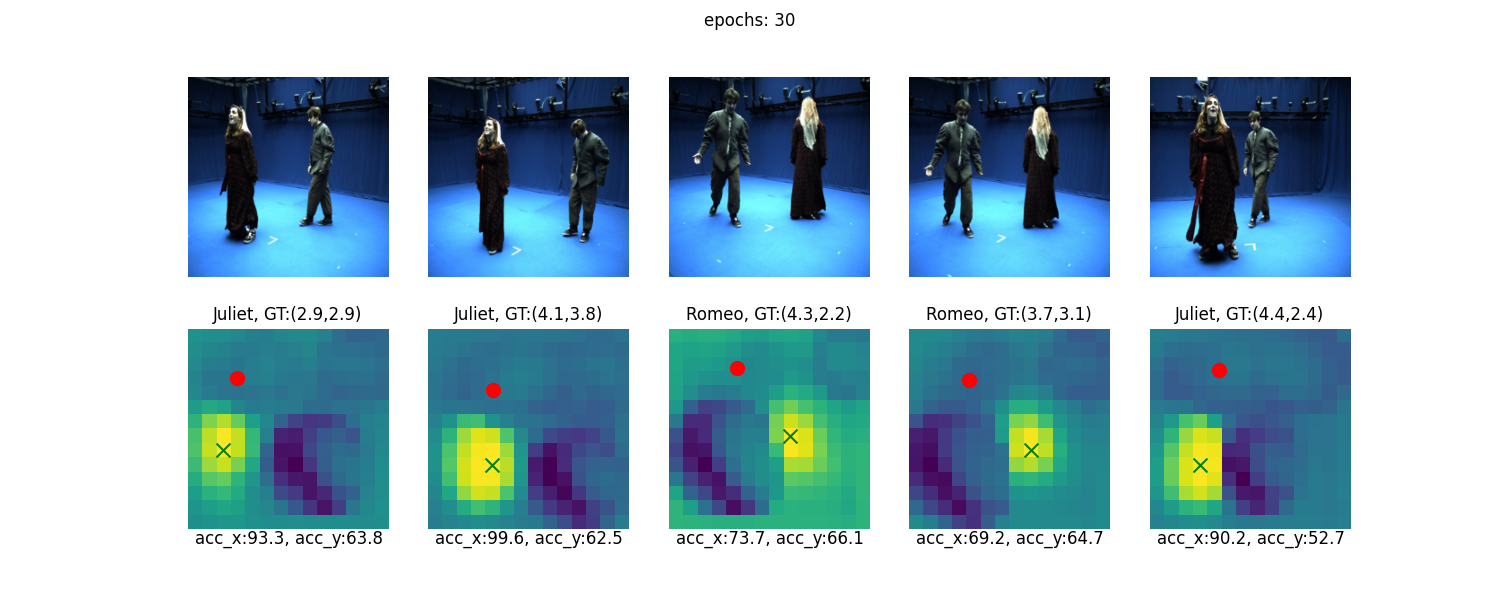 epochs: 30
Juliet, GT:(2.9,2.9)
Juliet, GT:(4.1,3.8)
Romeo, GT:(4.3,2.2)
Romeo, GT:(3.7,3.1)
Juliet, GT:(4.4,2.4)
acc_x:93.3, acc_y:63.8
acc_x:99.6, acc_y:62.5
acc_x:73.7, acc_y:66.1
acc_x:69.2, acc_y:64.7
acc_x:90.2, acc_y:52.7